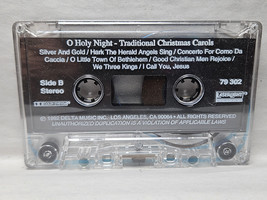 O Holy Night - Traditional Christmas Carols
Silver And Gold / Hark The Herald Angels Sing / Concerto For Como Da
Caccia / O Little Town Of Bethlehem / Good Christian Men Rejoice /
We Three Kings / I Call You, Jesus
Side B
Stereo
79 302
LaserLight
DELTA MUSIC INC. LOS ANGELES, CA 90064 • ALL RIGHTS RESERVED
UNAUTHORIZED DUPLICATION IS A VIOLATION OF APPLICABLE LAWS